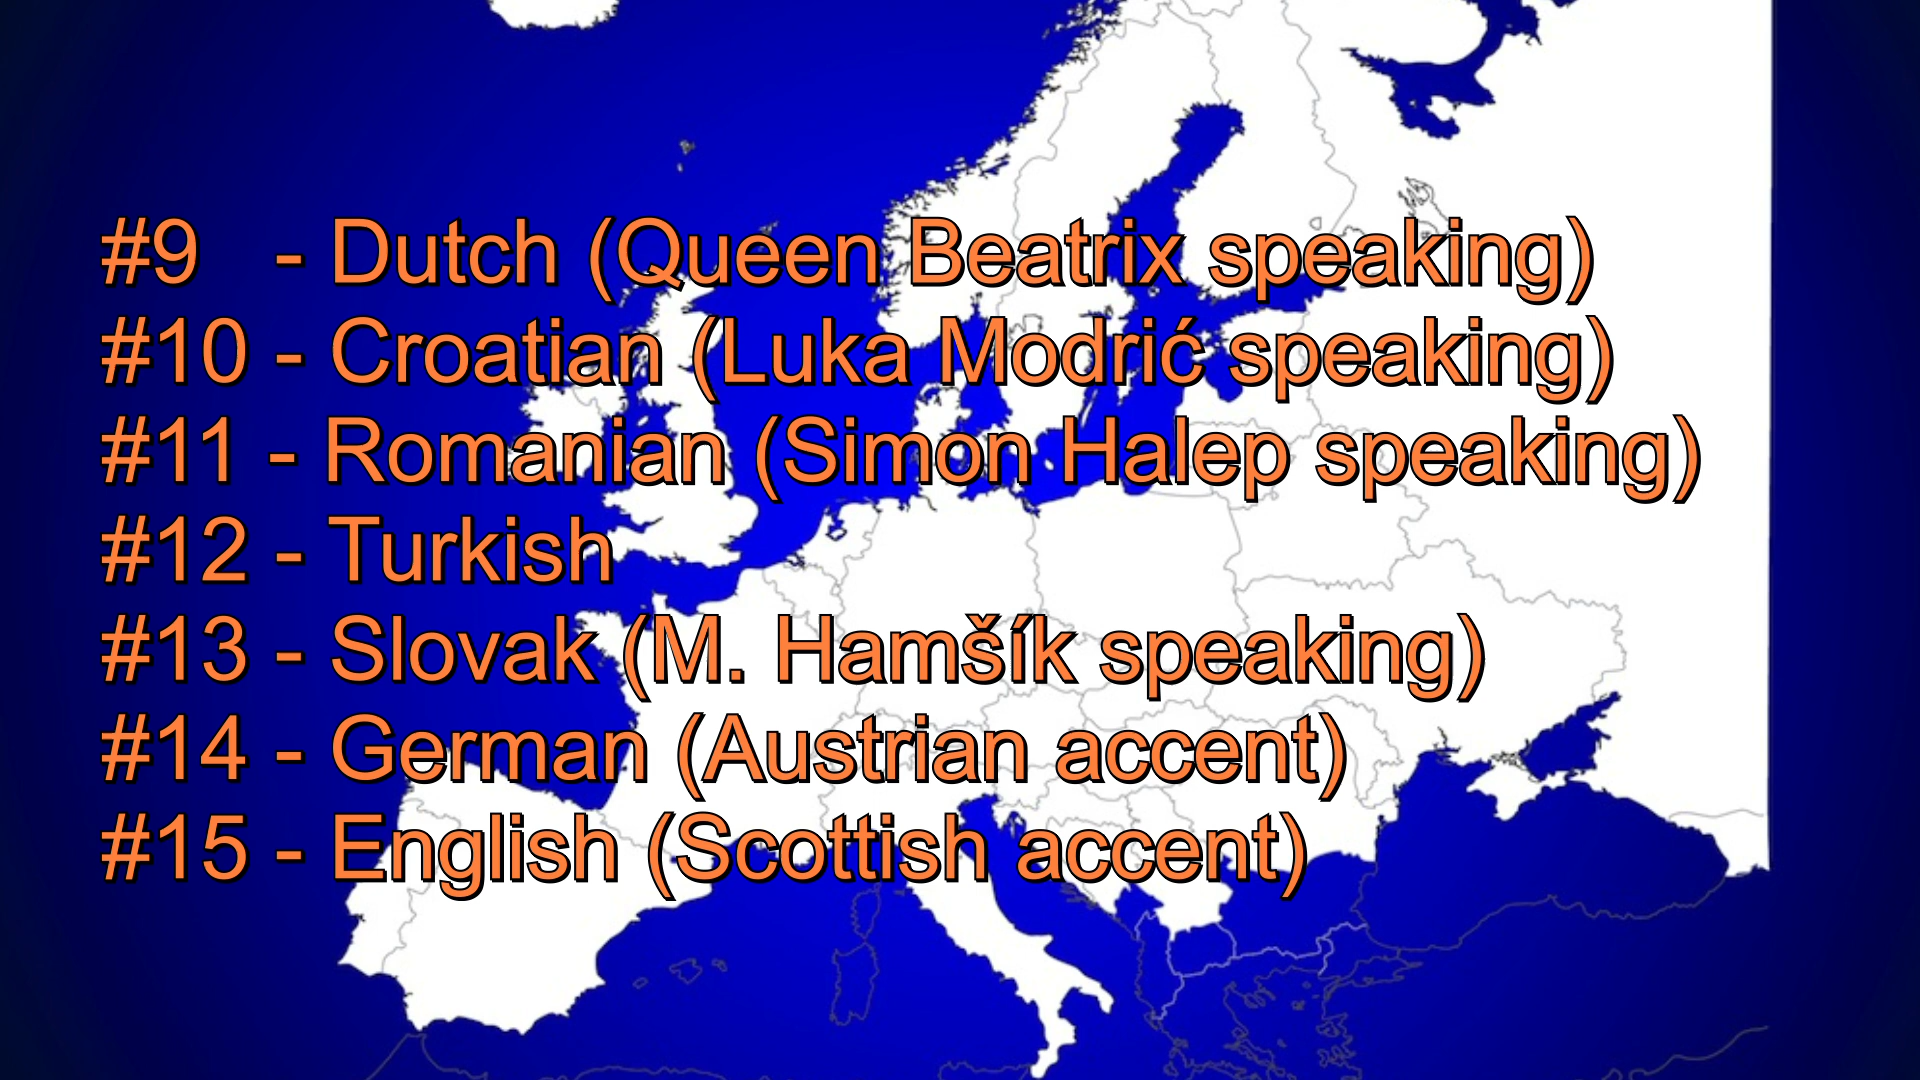 #9 - Dutch (Queen Beatrix speaking)
#10 - Croatian (Luka Modrić speaking)
#11 - Romanian (Simon Halep speaking)
#12 - Turkish
#13 - Slovak (M. Hamšík speaking)
#14 - German (Austrian accent)
#15 - English (Scottish accent)